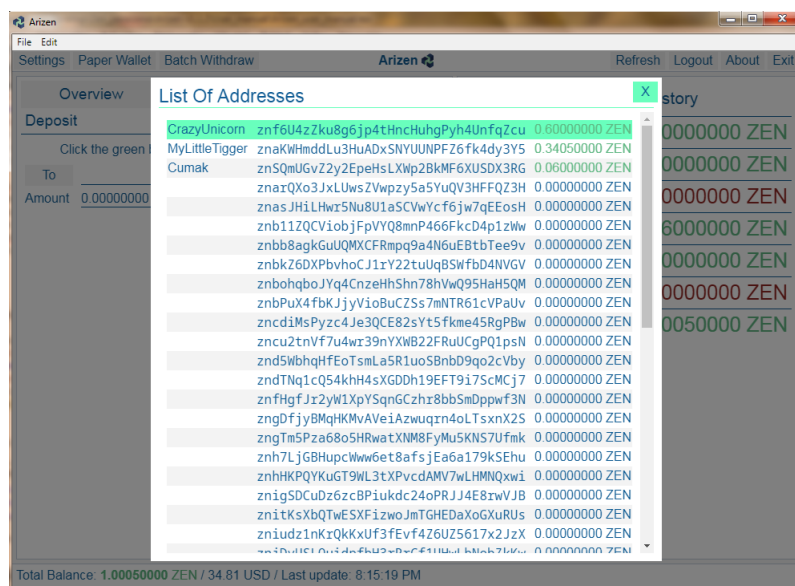 Arizen
File Edit
Settings Paper Wallet Batch Withdraw Arizen Refresh Logout About Exit
Overview
List Of Addresses
X
story
Deposit
Click the green
To
Amount 0.00000000
CrazyUnicorn znf6U4zZku8g6jp4tHncHuhgPyh4UnfqZcu 0.60000000 ZEN
MyLittleTigger znaKWHmddLu3HuADxSNYUUNPFZ6fk4dy3Y5 0.34050000 ZEN
Cumak znSQmUGvZ2y2EpeHsLXWp2BkMF6XUSDX3RG 0.06000000 ZEN
znarQXo3JxLUwsZVwpzy5a5YuQV3HFFQZ3H 0.00000000 ZEN
znasJHiLHwr5Nu8U1aSCVwYcf6jw7qEEosH 0.00000000 ZEN
znb11ZQCViobjFpVYQ8mnP466FkcD4p1zWw 0.00000000 ZEN
znbb8agkGuUQMXCFRmpq9a4N6uEBtbTee9v 0.00000000 ZEN
znbkZ6DXPbvhoCJ1rY22tuUqBSWfbD4NVGV 0.00000000 ZEN
znbohqboJYq4CnzeHhShn78hVwQ95HaH5QM 0.00000000 ZEN
znbPuX4fbKJjyVioBuCZSs7mNTR61cVPaUv 0.00000000 ZEN
zncdiMsPyzc4Je3QCE82sYt5fkme45RgPBw 0.00000000 ZEN
zncu2tnVf7u4wr39nYXWB22FRuUCgPQ1psN 0.00000000 ZEN
znd5WbhqHfEoTsmLa5R1uoSBnbD9qo2cVby 0.00000000 ZEN
zndTNq1cQ54khH4sXGDDh19EFT9i7ScMCj7 0.00000000 ZEN
znfHgfJr2yW1XpYSqnGCzhr8bbSmDppwf3N 0.00000000 ZEN
zngDfjyBMqHKMvAVeiAzwuqrn4oLTsxnX2S 0.00000000 ZEN
zngTm5Pza68o5HRwatXNM8FyMu5KNS7Ufmk 0.00000000 ZEN
znh7LjGBHupcWww6et8afsjEa6a179kSEhu 0.00000000 ZEN
znhHKPQYKuGT9WL3tXPvcdAMV7wLHMNQxwi 0.00000000 ZEN
znigSDCuDz6zcBPiukdc24oPRJJ4E8rwVJB 0.00000000 ZEN
znitKsXbQTwESXFizwoJmTGHEDaXoGXuRUs 0.00000000 ZEN
zniudz1nKrQkKxUf3fEvf4Z6UZ5617x2JzX 0.00000000 ZEN
0.00000000 ZEN
0000000 ZEN
0000000 ZEN
0000000 ZEN
6000000 ZEN
0000000 ZEN
0000000 ZEN
0050000 ZEN
Total Balance: 1.00050000 ZEN / 34.81 USD / Last update: 8:15:19 PM